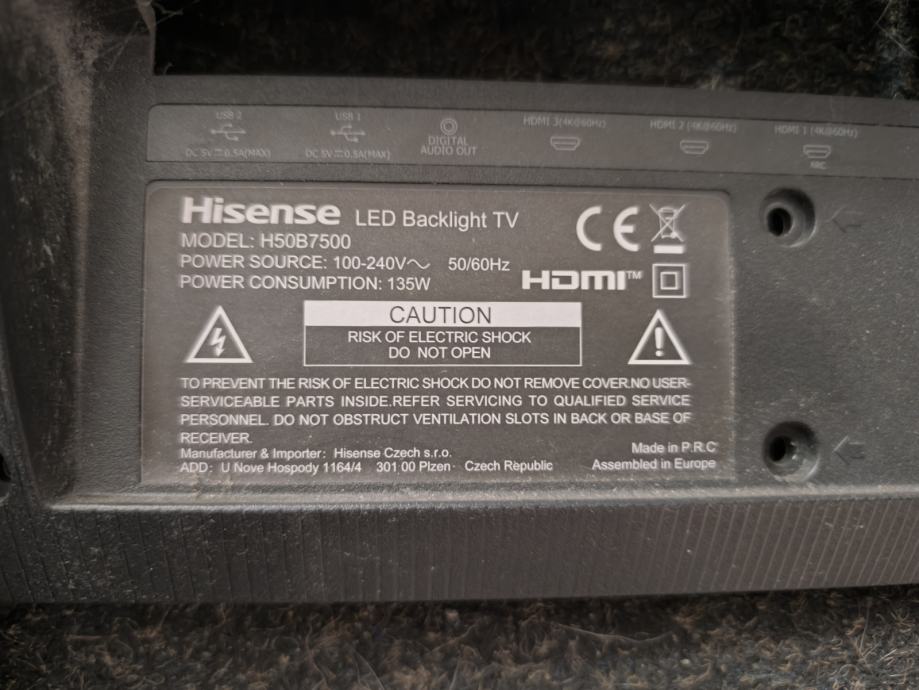 USB 2
USB 1
HDMI 3(4K@60Hz)
HDMI 2 (4K@60Hz)
HDMI 1 (4K@60Hz)
DC 5V⎓0.5A(MAX)
DC 5V⎓0.5A(MAX)
DIGITAL
AUDIO OUT
ARC
Hisense LED Backlight TV
CE
MODEL: H50B7500
POWER SOURCE: 100-240V～ 50/60Hz
HDMI™
POWER CONSUMPTION: 135W
CAUTION
RISK OF ELECTRIC SHOCK
DO NOT OPEN
TO PREVENT THE RISK OF ELECTRIC SHOCK DO NOT REMOVE COVER.NO USER-
SERVICEABLE PARTS INSIDE.REFER SERVICING TO QUALIFIED SERVICE
PERSONNEL. DO NOT OBSTRUCT VENTILATION SLOTS IN BACK OR BASE OF
RECEIVER.
Manufacturer & Importer: Hisense Czech s.r.o.
ADD: U Nove Hospody 1164/4 301 00 Plzen Czech Republic
Made in P.R.C
Assembled in Europe